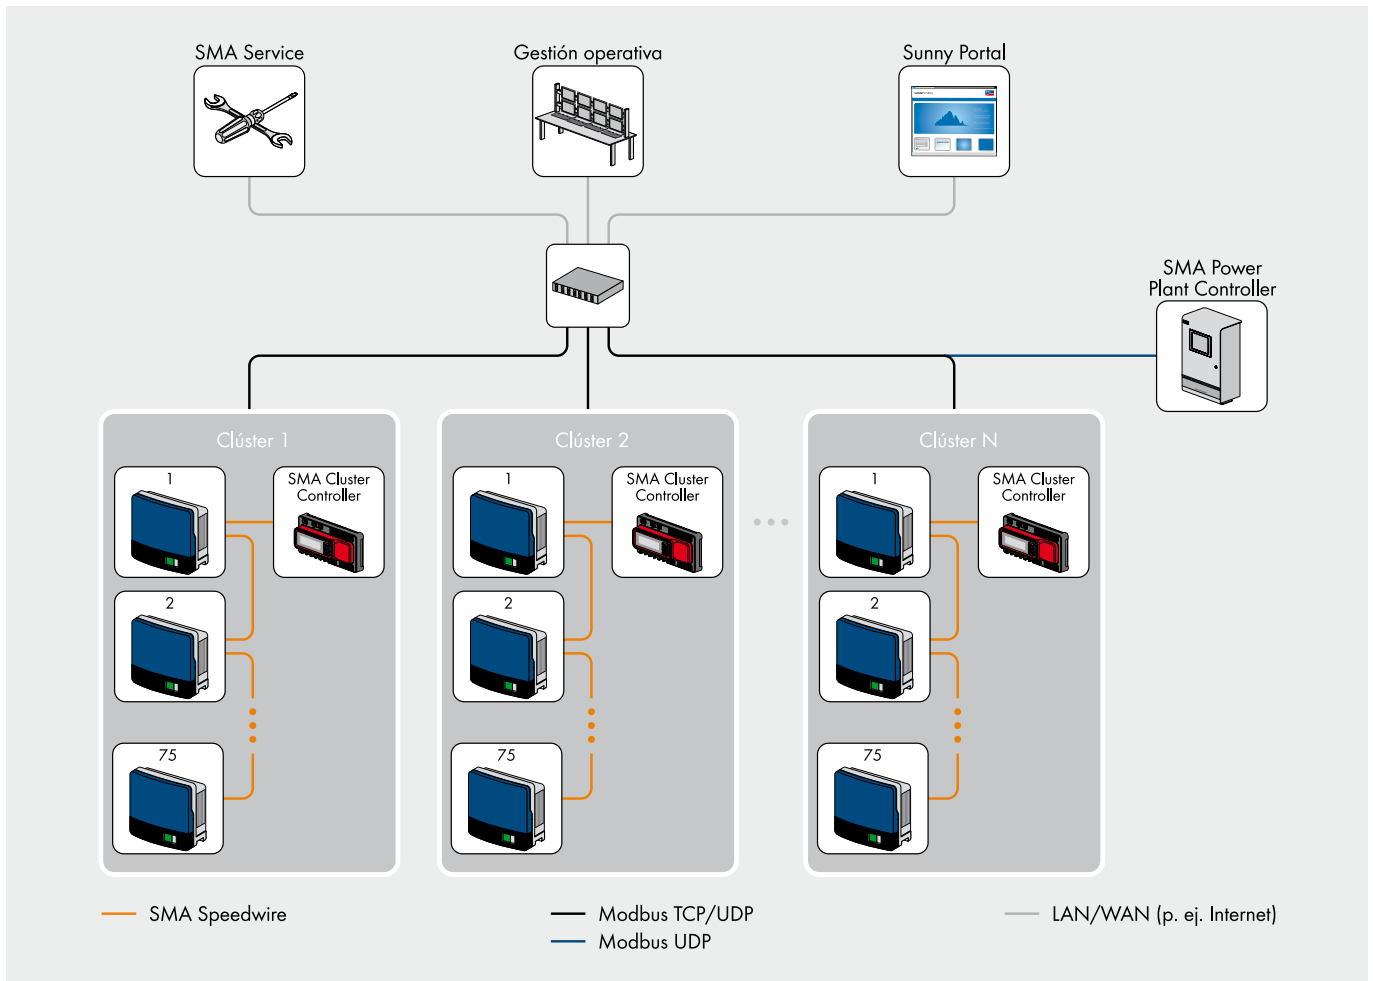 SMA Service
Gestión operativa
Sunny Portal
SMA Power
Plant Controller
Clúster 1
Clúster 2
Clúster N
1
SMA Cluster
Controller
1
SMA Cluster
Controller
1
SMA Cluster
Controller
2
2
2
75
75
75
SMA Speedwire
Modbus TCP/UDP
LAN/WAN (p. ej. Internet)
Modbus UDP